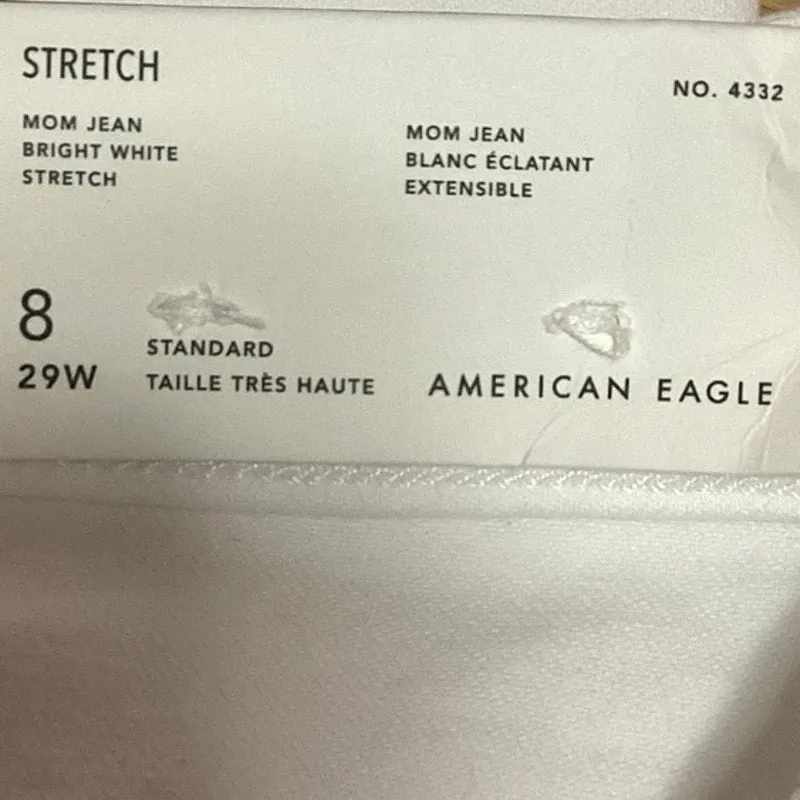 STRETCH
NO. 4332
MOM JEAN
BRIGHT WHITE
STRETCH
MOM JEAN
BLANC ÉCLATANT
EXTENSIBLE
8
29W
STANDARD
TAILLE TRÈS HAUTE
AMERICAN EAGLE